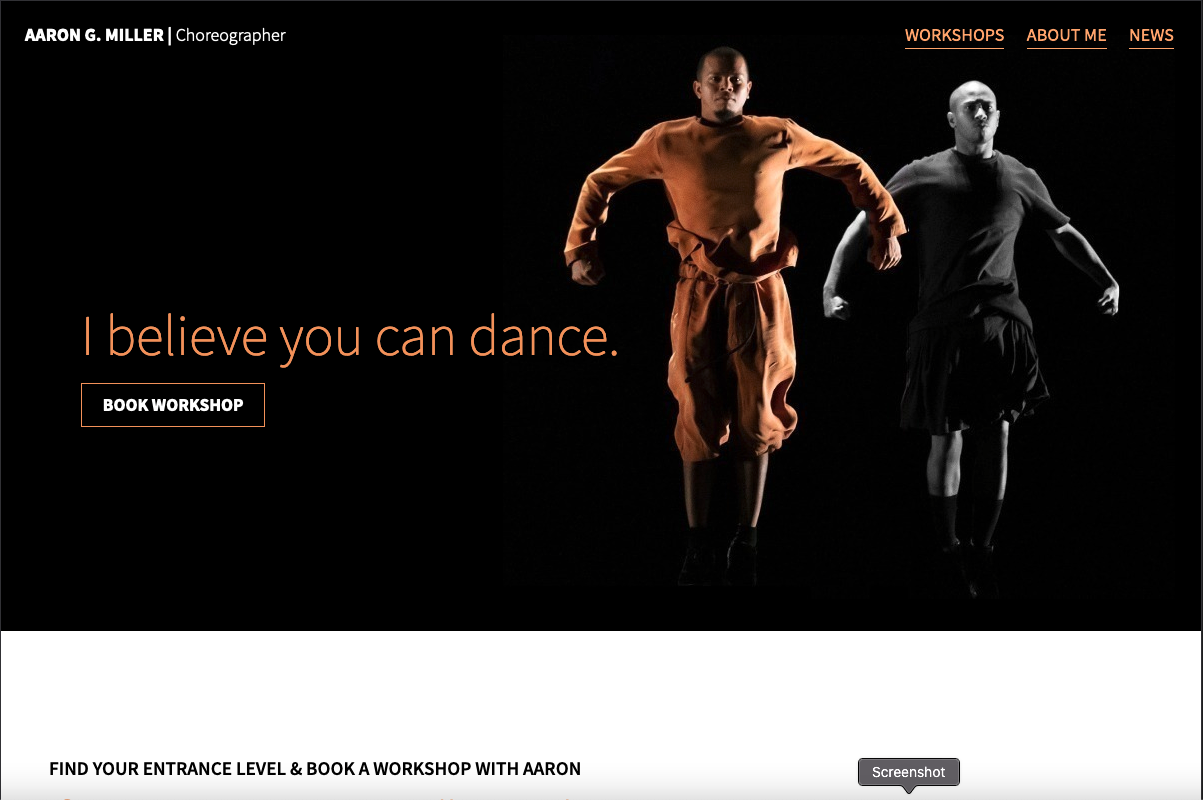 AARON G. MILLER | Choreographer
WORKSHOPS ABOUT ME NEWS
I believe you can dance.
BOOK WORKSHOP
FIND YOUR ENTRANCE LEVEL & BOOK A WORKSHOP WITH AARON
Screenshot